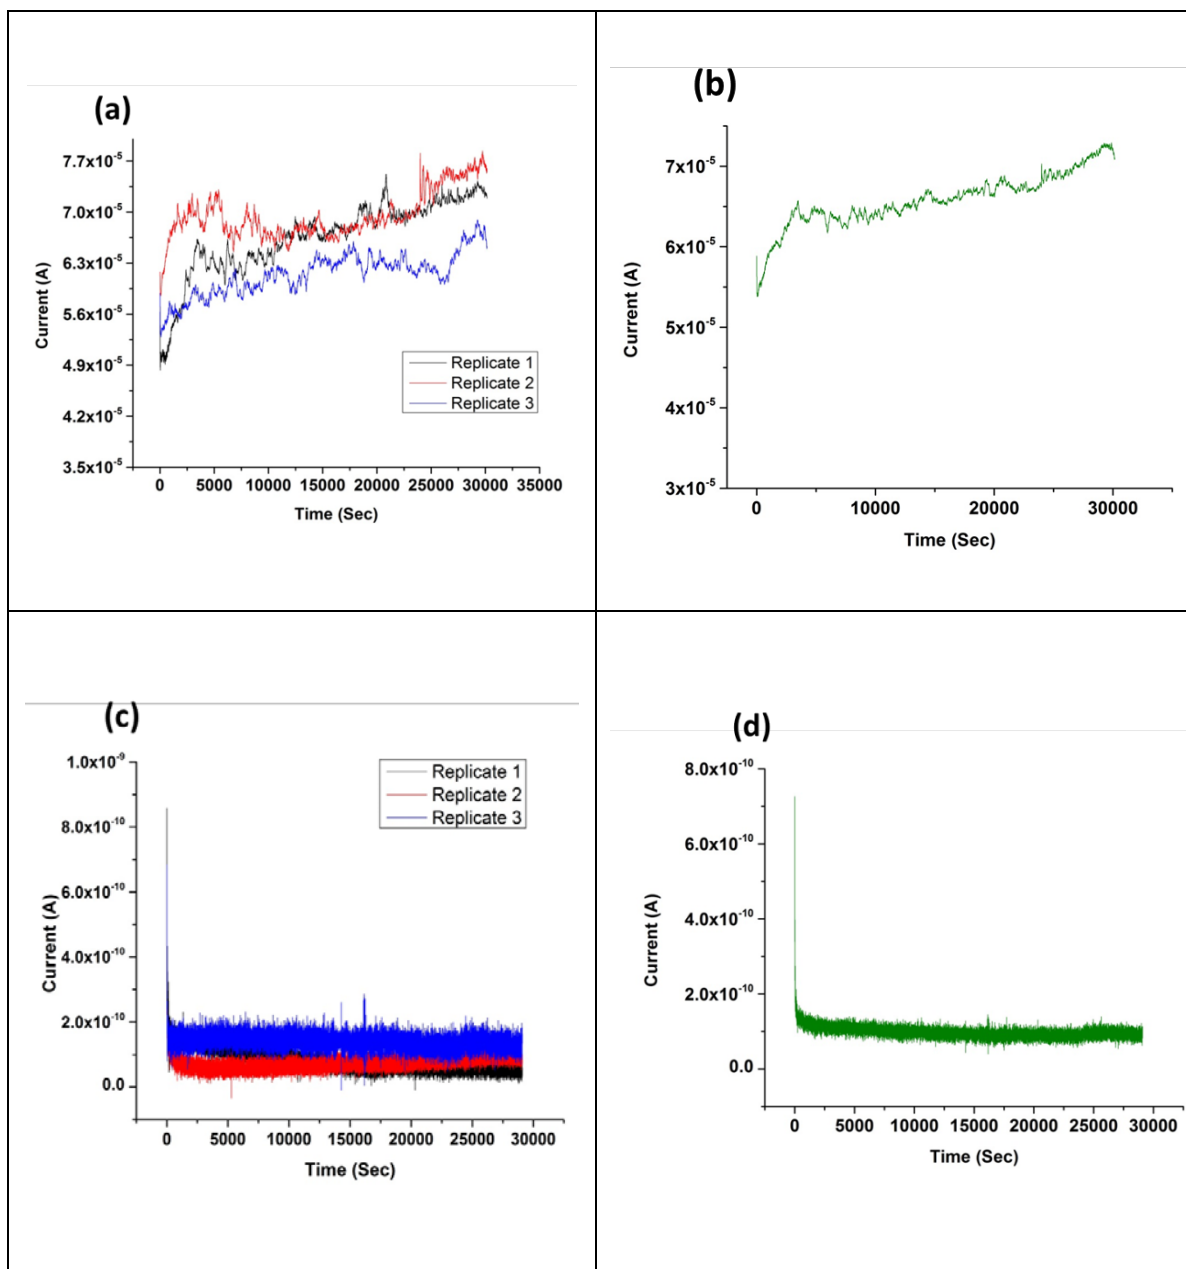 (a)
7.7x10⁻⁵
7.0x10⁻⁵
6.3x10⁻⁵
5.6x10⁻⁵
4.9x10⁻⁵
4.2x10⁻⁵
3.5x10⁻⁵
Current (A)
Replicate 1
Replicate 2
Replicate 3
0 5000 10000 15000 20000 25000 30000 35000
Time (Sec)
(b)
7x10⁻⁵
6x10⁻⁵
5x10⁻⁵
4x10⁻⁵
3x10⁻⁵
Current (A)
0 10000 20000 30000
Time (Sec)
(c)
1.0x10⁻⁹
8.0x10⁻¹⁰
6.0x10⁻¹⁰
4.0x10⁻¹⁰
2.0x10⁻¹⁰
0.0
Current (A)
Replicate 1
Replicate 2
Replicate 3
0 5000 10000 15000 20000 25000 30000
Time (Sec)
(d)
8.0x10⁻¹⁰
6.0x10⁻¹⁰
4.0x10⁻¹⁰
2.0x10⁻¹⁰
0.0
Current (A)
0 5000 10000 15000 20000 25000 30000
Time (Sec)